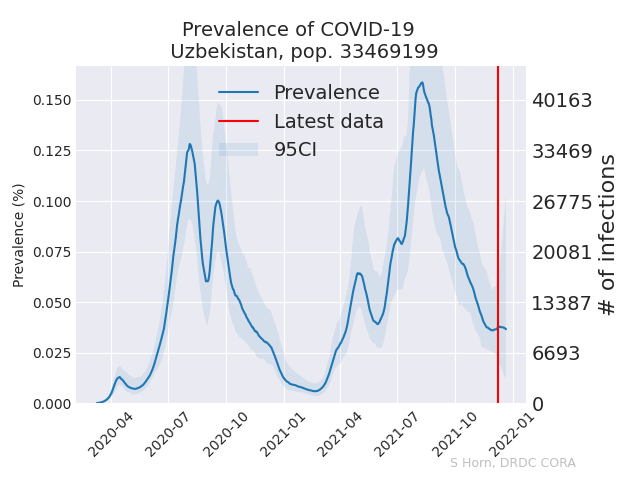 Prevalence of COVID-19
Uzbekistan, pop. 33469199
Prevalence
Latest data
95CI
Prevalence (%)
0.150
0.125
0.100
0.075
0.050
0.025
0.000
40163
33469
26775
20081
13387
6693
0
# of infections
2020-04
2020-07
2020-10
2021-01
2021-04
2021-07
2021-10
2022-01
S Horn, DRDC CORA